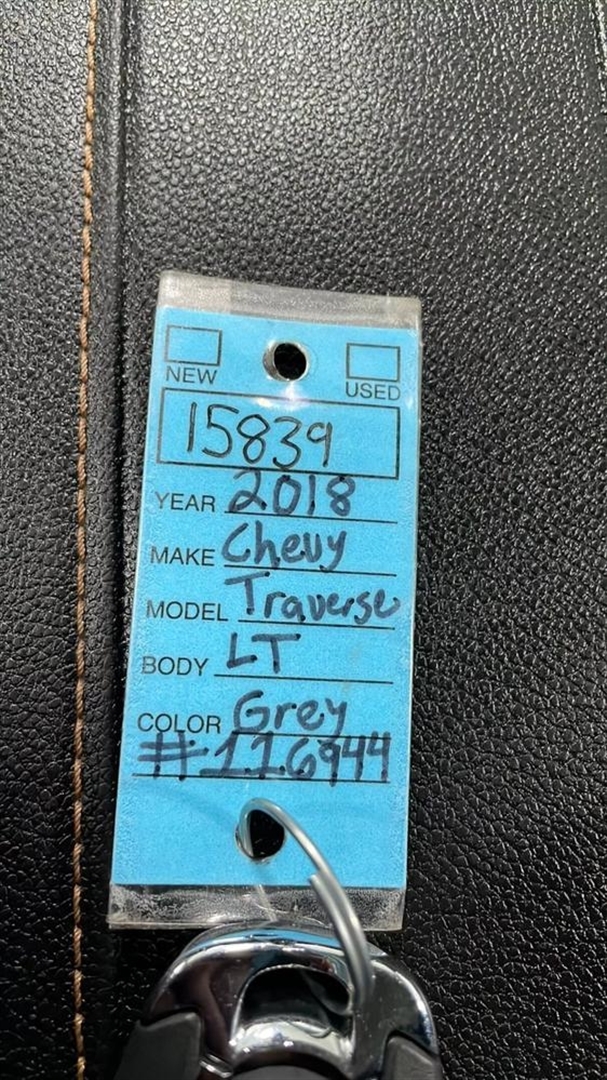 NEW USED
15839
YEAR 2018
MAKE Chevy
MODEL Traverse
BODY LT
COLOR Grey
#116944